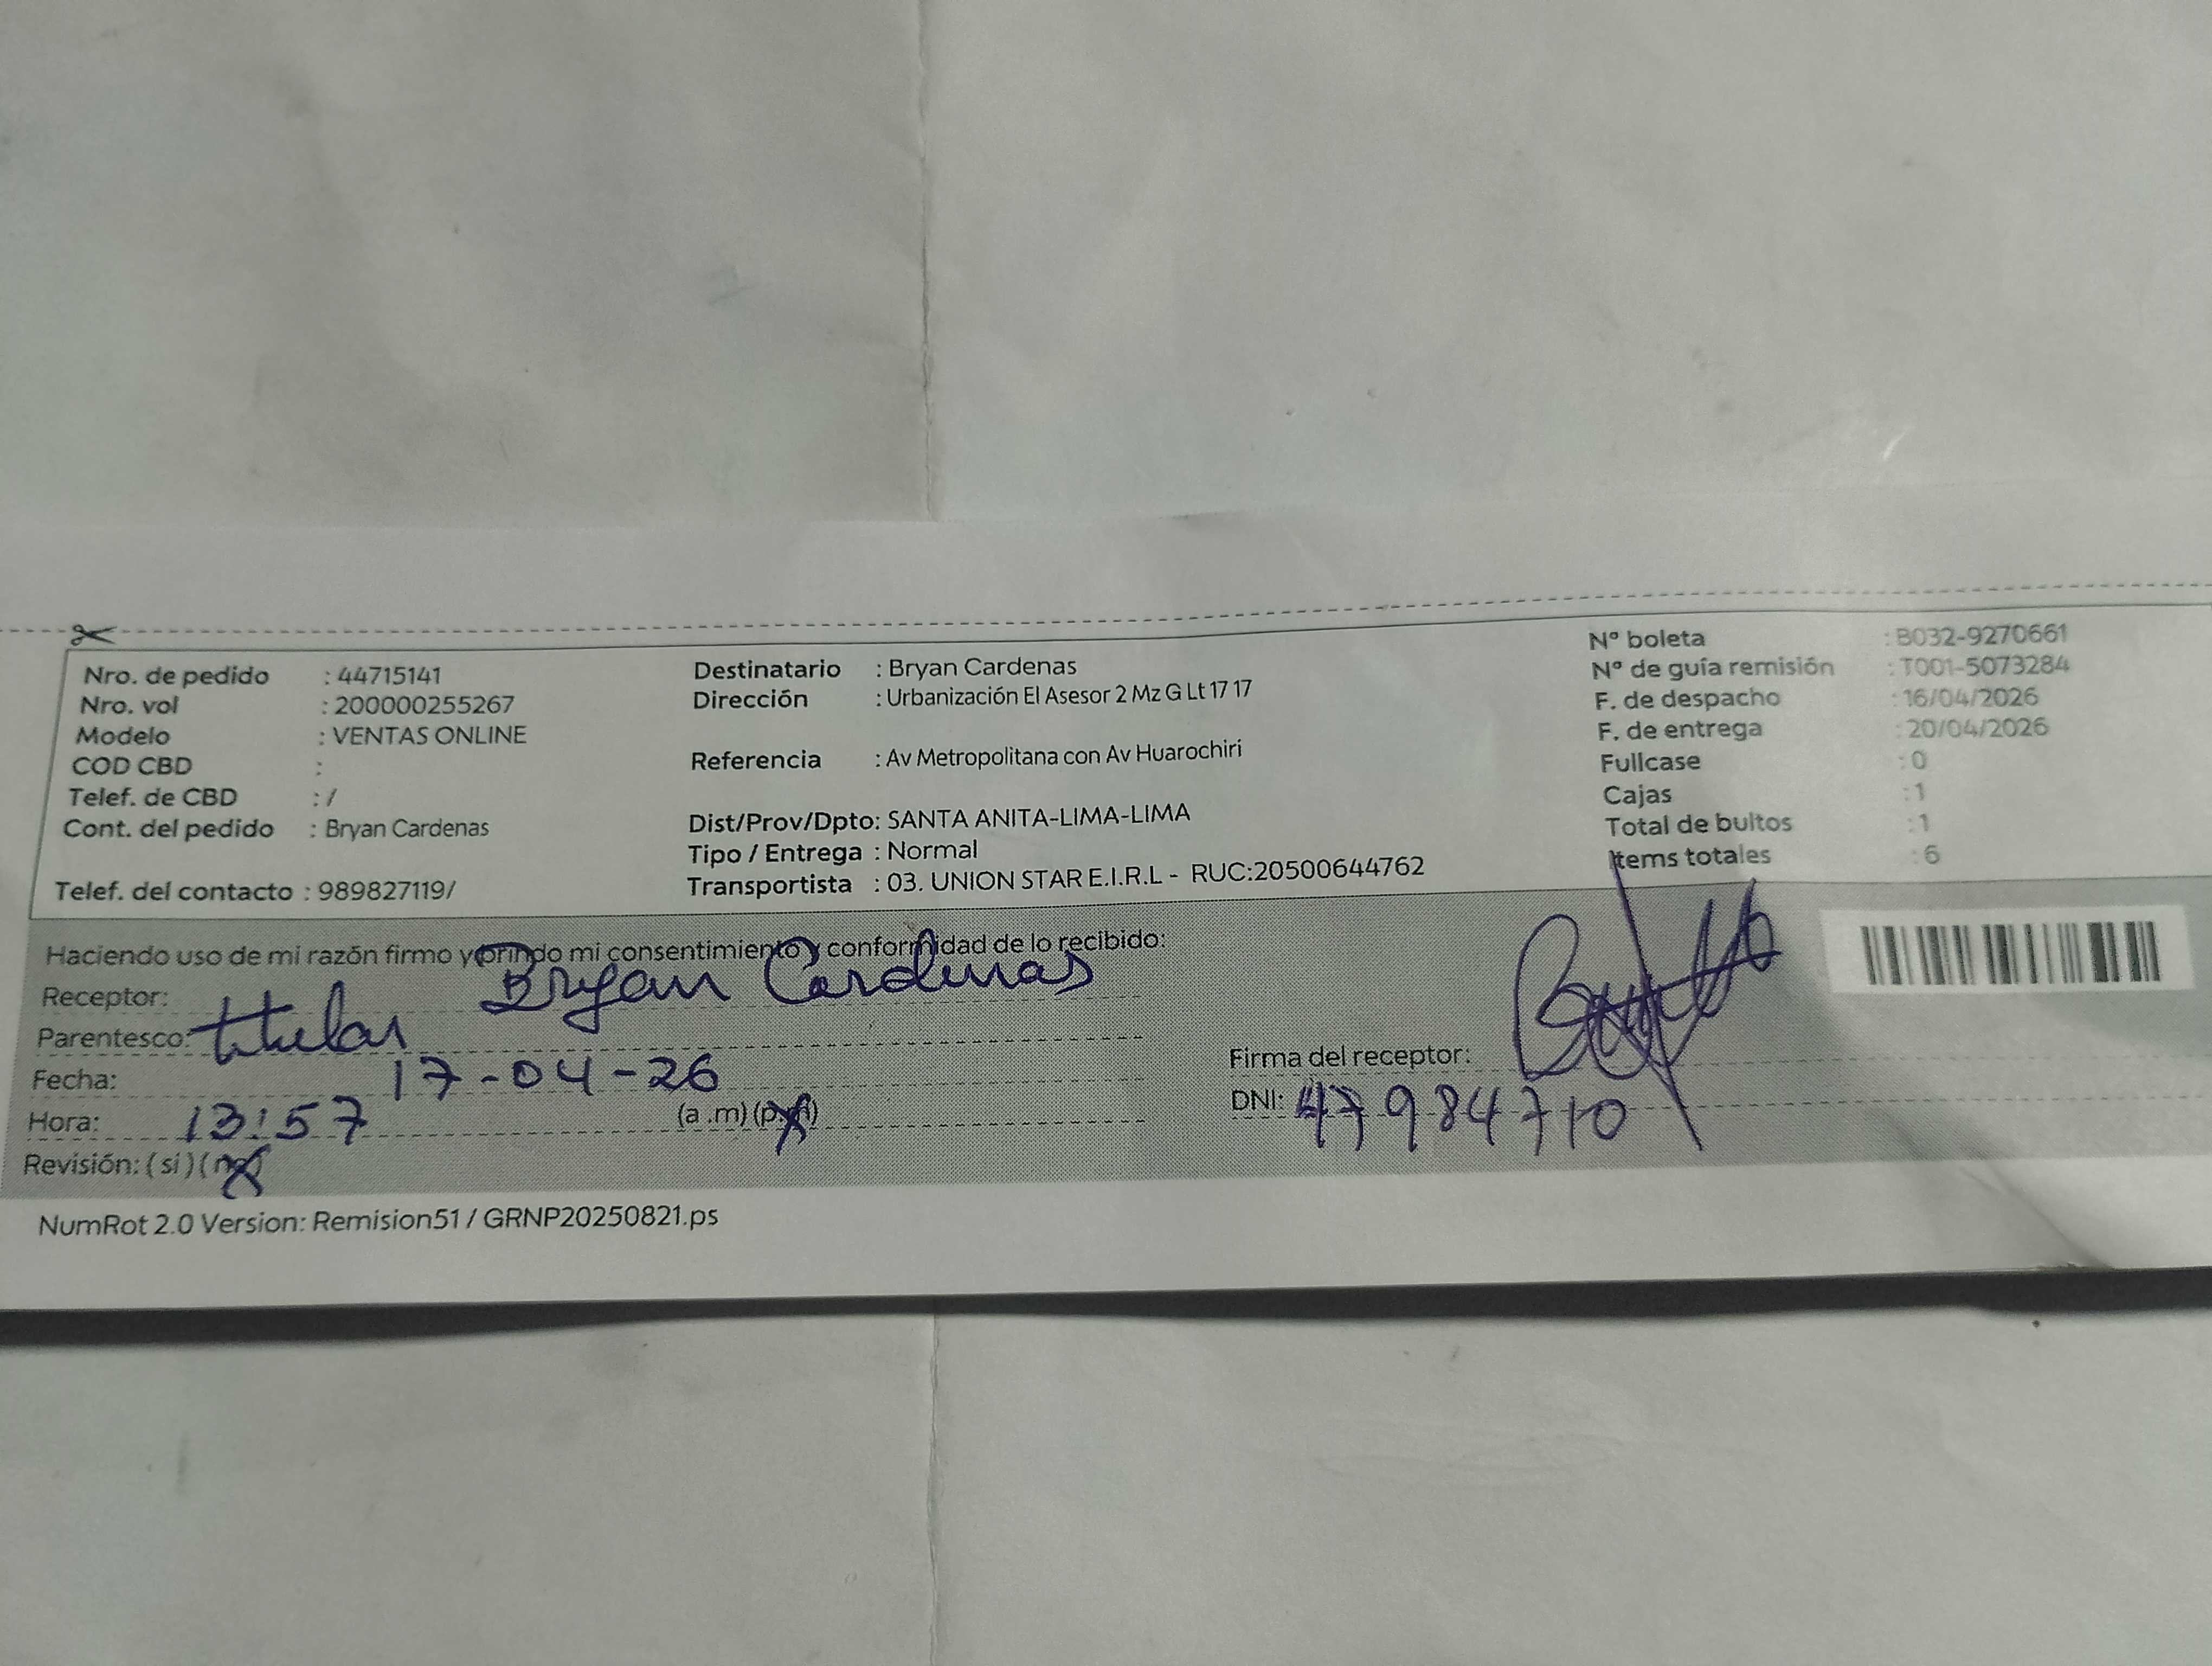 Nro. de pedido : 44715141
Nro. vol : 200000255267
Modelo : VENTAS ONLINE
COD CBD :
Telef. de CBD : /
Cont. del pedido : Bryan Cardenas
Telef. del contacto : 989827119/
Destinatario : Bryan Cardenas
Dirección : Urbanización El Asesor 2 Mz G Lt 17 17
Referencia : Av Metropolitana con Av Huarochiri
Dist/Prov/Dpto: SANTA ANITA-LIMA-LIMA
Tipo / Entrega : Normal
Transportista : 03. UNION STAR E.I.R.L - RUC:20500644762
N° boleta : B032-9270661
N° de guía remisión : T001-5073284
F. de despacho : 16/04/2026
F. de entrega : 20/04/2026
Fullcase : 0
Cajas : 1
Total de bultos : 1
Items totales : 6
Haciendo uso de mi razón firmo y brindo mi consentimiento y conformidad de lo recibido:
Receptor: Bryan Cardenas
Parentesco: titular
Fecha: 17-04-26
Hora: 13:57 (a .m) (p.m)
Revisión: ( si ) ( no )
Firma del receptor:
DNI: 47984710
NumRot 2.0 Version: Remision51 / GRNP20250821.ps